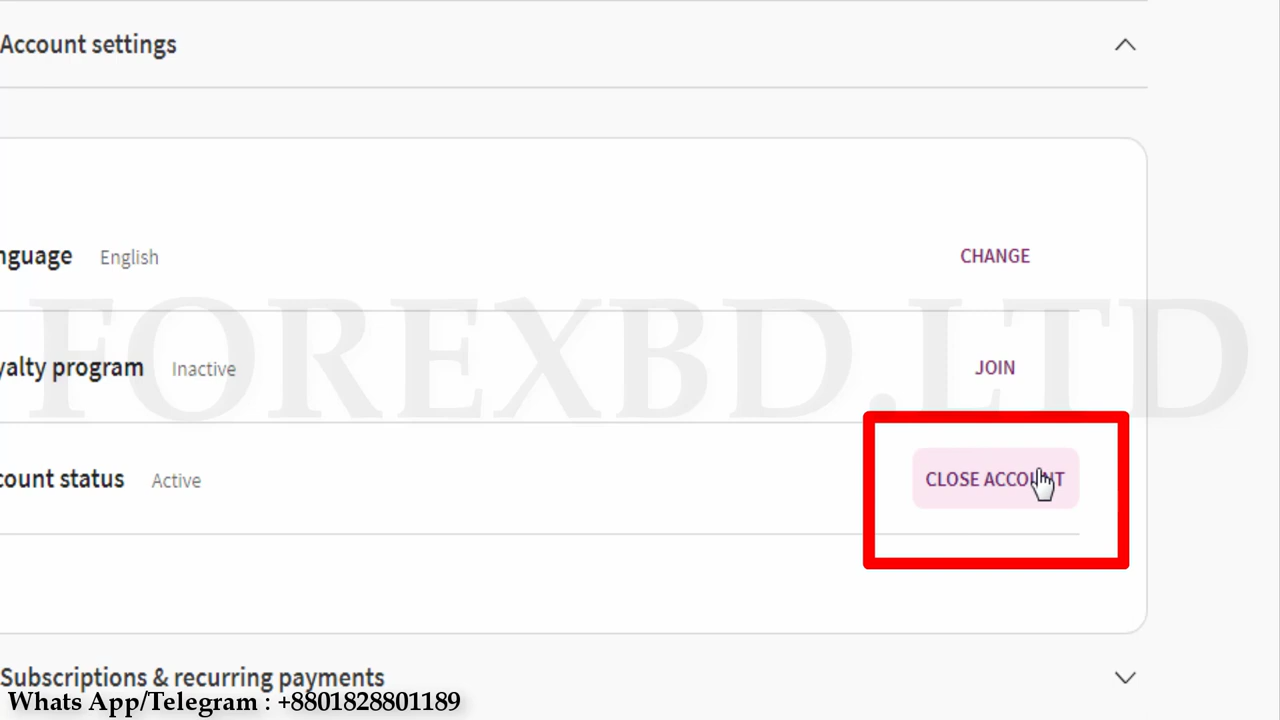 Account settings
nguage English CHANGE
FOREXBD.LTD
yalty program Inactive JOIN
count status Active CLOSE ACCOUNT
Subscriptions & recurring payments
Whats App/Telegram : +8801828801189